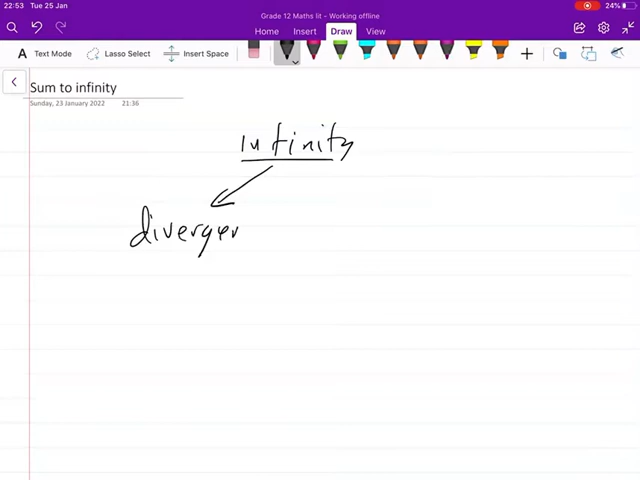 22:53 Tue 25 Jan 24%
Grade 12 Maths lit - Working offline
Home Insert Draw View
A Text Mode Lasso Select Insert Space
Sum to infinity
Sunday, 23 January 2022 21:36
infinity
diverger